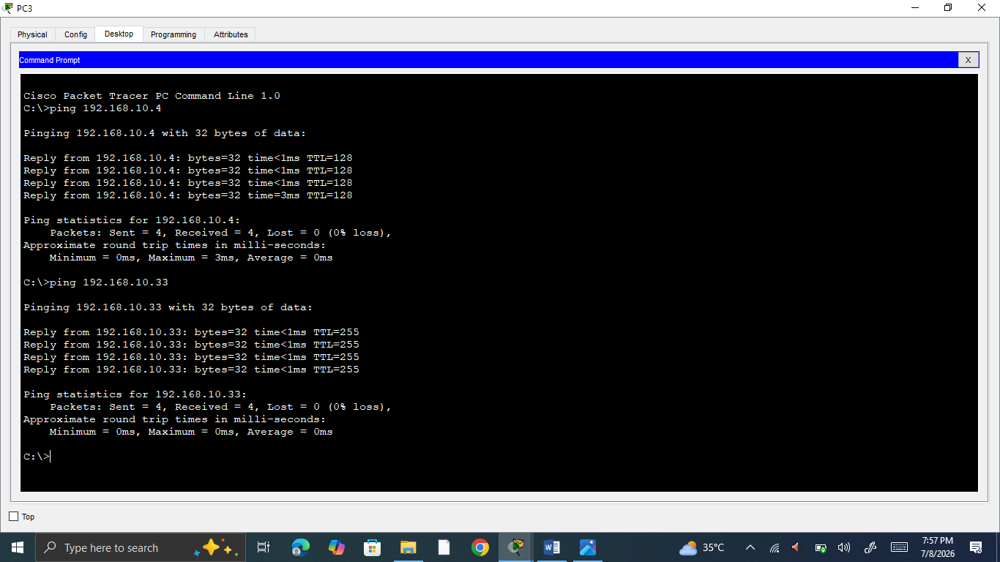 PC3
Physical Config Desktop Programming Attributes
Command Prompt
X
Cisco Packet Tracer PC Command Line 1.0
C:\>ping 192.168.10.4
Pinging 192.168.10.4 with 32 bytes of data:
Reply from 192.168.10.4: bytes=32 time<1ms TTL=128
Reply from 192.168.10.4: bytes=32 time<1ms TTL=128
Reply from 192.168.10.4: bytes=32 time<1ms TTL=128
Reply from 192.168.10.4: bytes=32 time=3ms TTL=128
Ping statistics for 192.168.10.4:
Packets: Sent = 4, Received = 4, Lost = 0 (0% loss),
Approximate round trip times in milli-seconds:
Minimum = 0ms, Maximum = 3ms, Average = 0ms
C:\>ping 192.168.10.33
Pinging 192.168.10.33 with 32 bytes of data:
Reply from 192.168.10.33: bytes=32 time<1ms TTL=255
Reply from 192.168.10.33: bytes=32 time<1ms TTL=255
Reply from 192.168.10.33: bytes=32 time<1ms TTL=255
Reply from 192.168.10.33: bytes=32 time<1ms TTL=255
Ping statistics for 192.168.10.33:
Packets: Sent = 4, Received = 4, Lost = 0 (0% loss),
Approximate round trip times in milli-seconds:
Minimum = 0ms, Maximum = 0ms, Average = 0ms
C:\>
Top
Type here to search
35°C
7:57 PM
7/8/2026